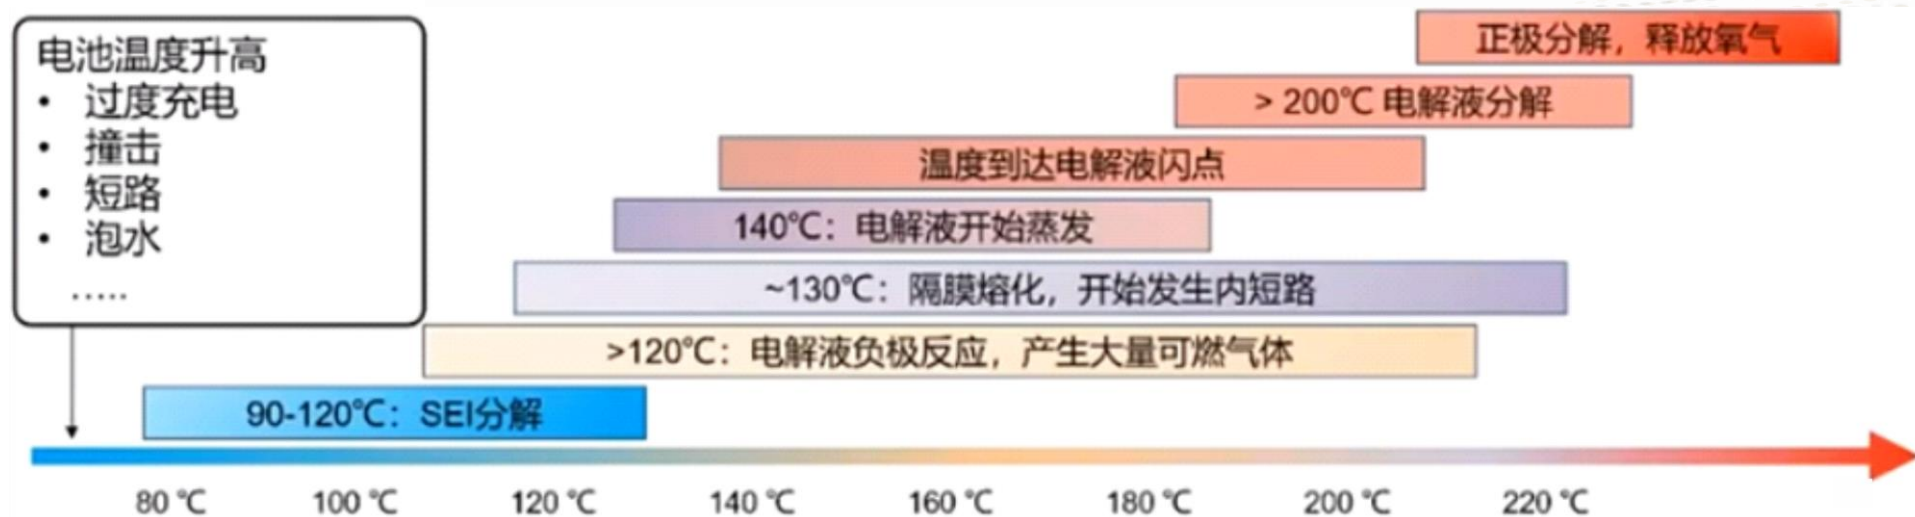 电池温度升高
• 过度充电
• 撞击
• 短路
• 泡水
.....
正极分解，释放氧气
> 200℃ 电解液分解
温度到达电解液闪点
140℃：电解液开始蒸发
~130℃：隔膜熔化，开始发生内短路
>120℃：电解液负极反应，产生大量可燃气体
90-120℃：SEI分解
80 ℃ 100 ℃ 120 ℃ 140 ℃ 160 ℃ 180 ℃ 200 ℃ 220 ℃